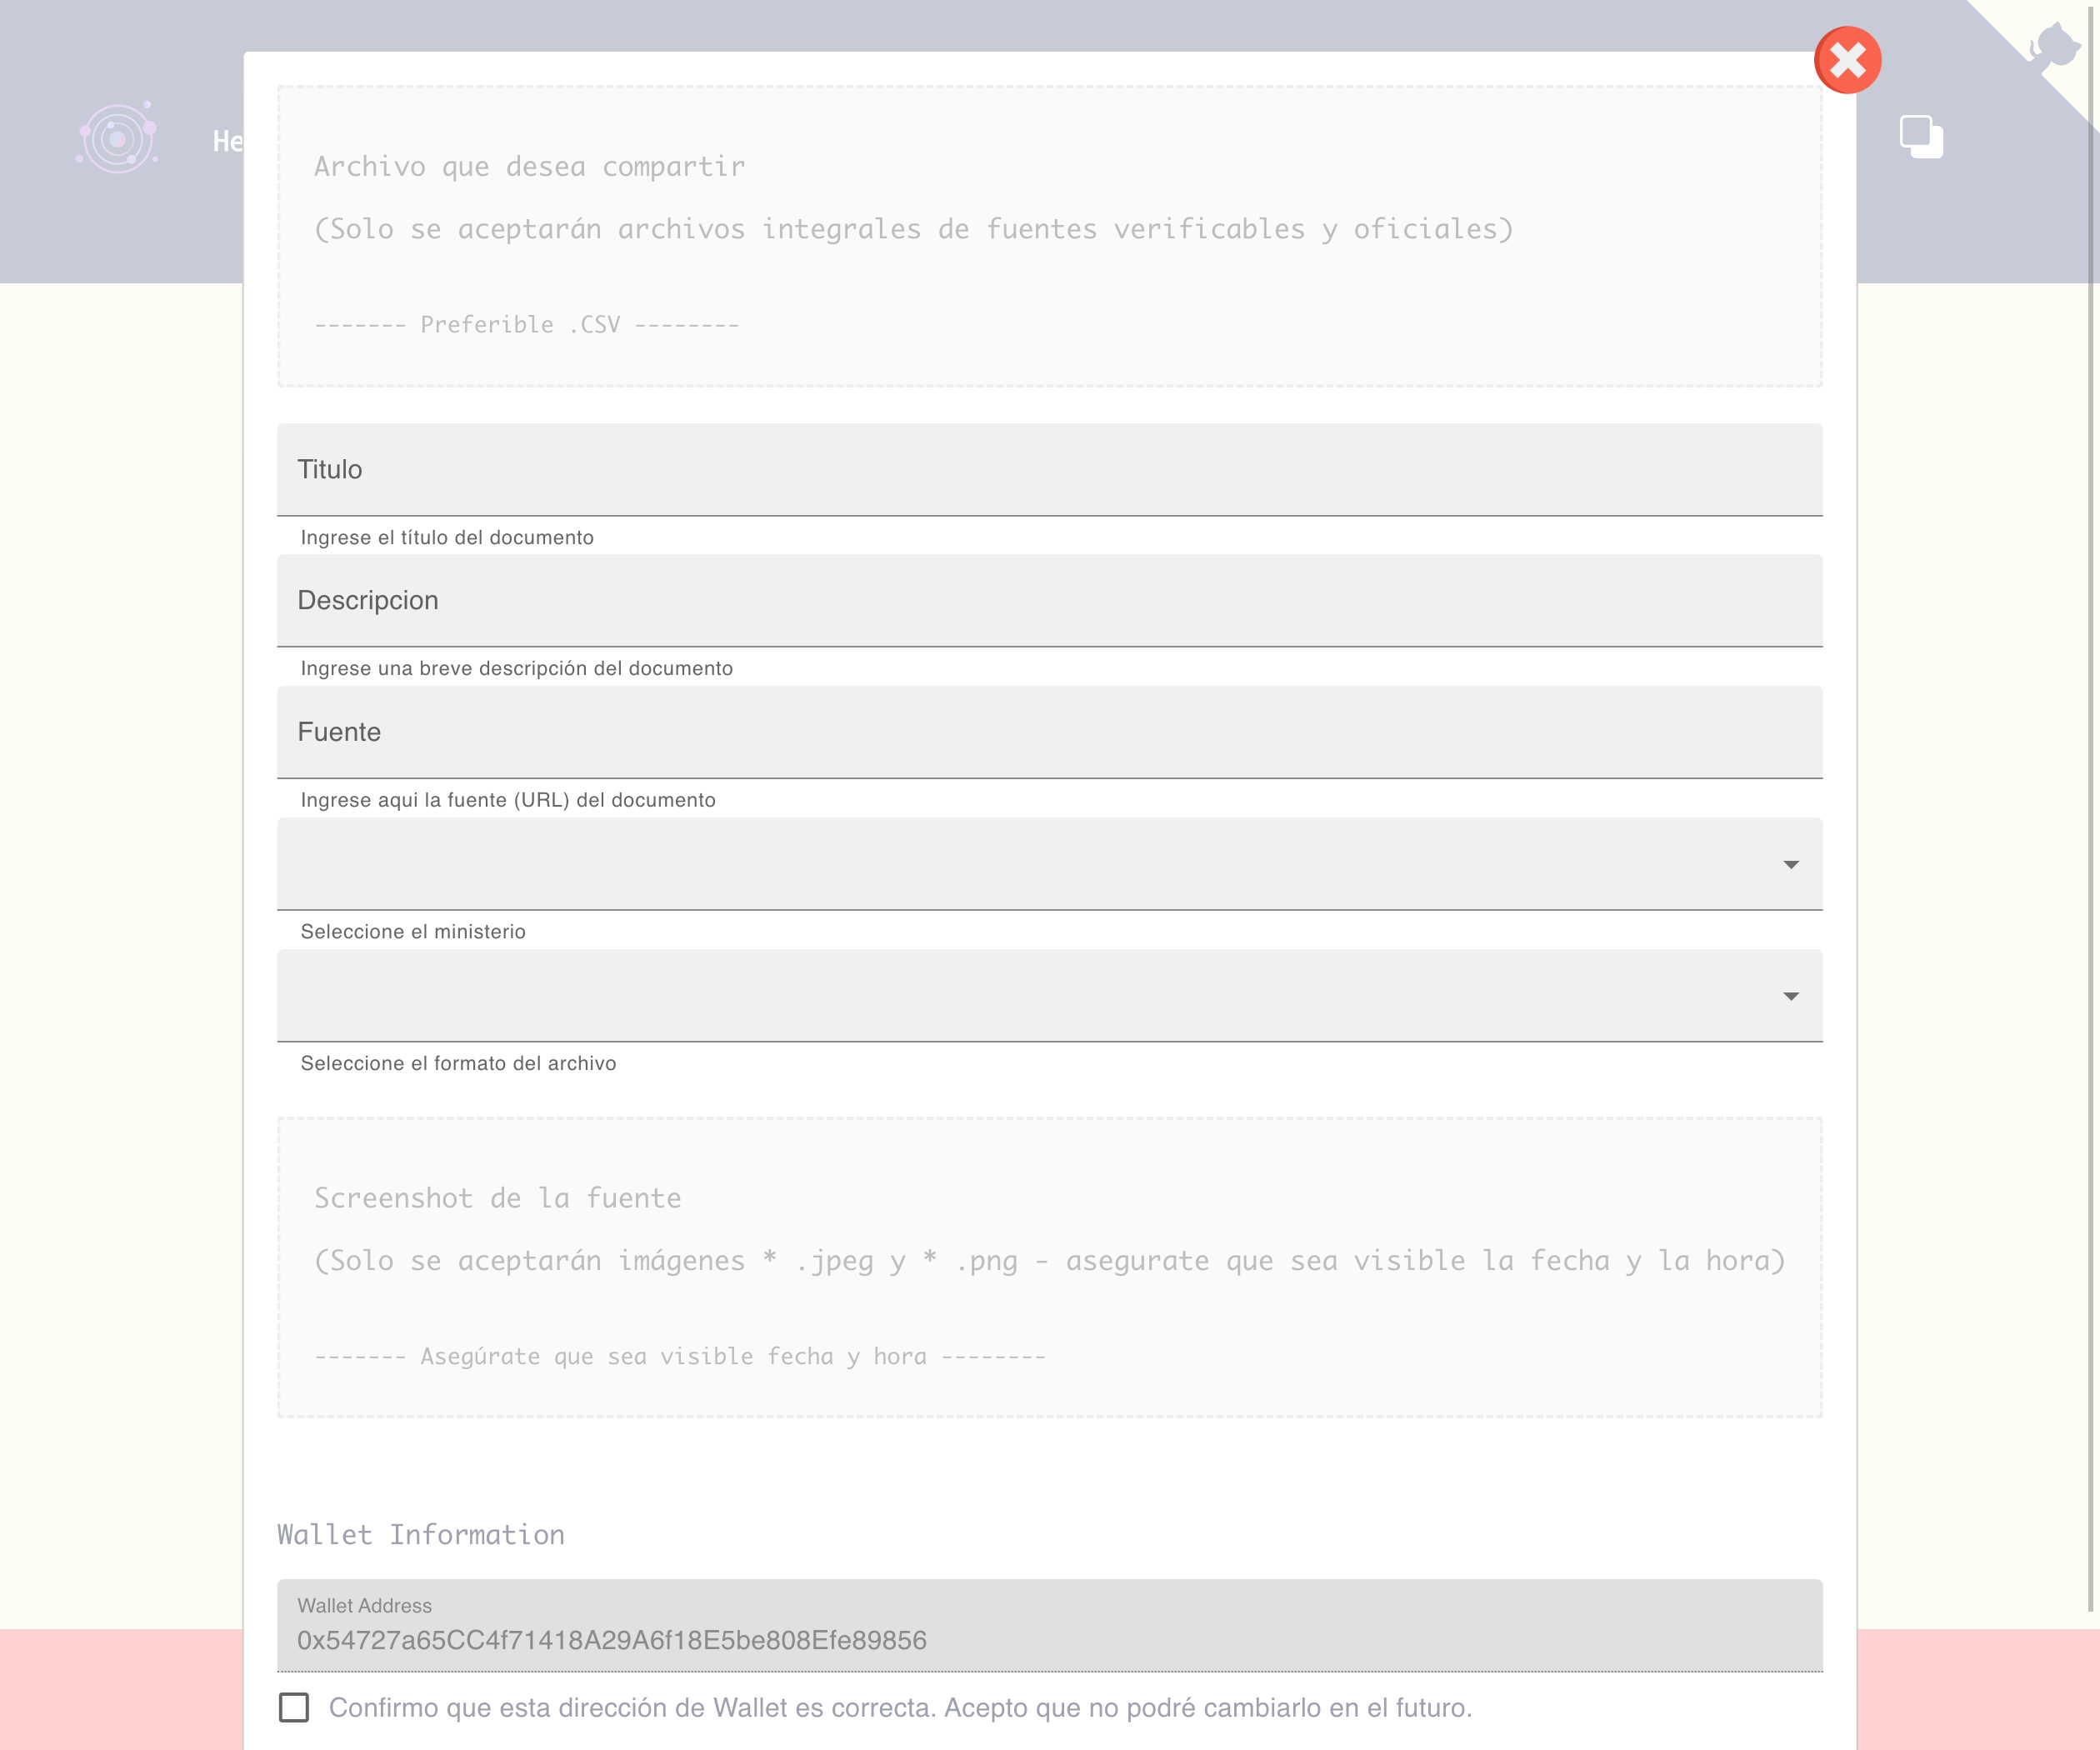 He
Archivo que desea compartir
(Solo se aceptarán archivos integrales de fuentes verificables y oficiales)
------- Preferible .CSV --------
Titulo
Ingrese el título del documento
Descripcion
Ingrese una breve descripción del documento
Fuente
Ingrese aqui la fuente (URL) del documento
Seleccione el ministerio
Seleccione el formato del archivo
Screenshot de la fuente
(Solo se aceptarán imágenes * .jpeg y * .png - asegurate que sea visible la fecha y la hora)
------- Asegúrate que sea visible fecha y hora --------
Wallet Information
Wallet Address
0x54727a65CC4f71418A29A6f18E5be808Efe89856
Confirmo que esta dirección de Wallet es correcta. Acepto que no podré cambiarlo en el futuro.